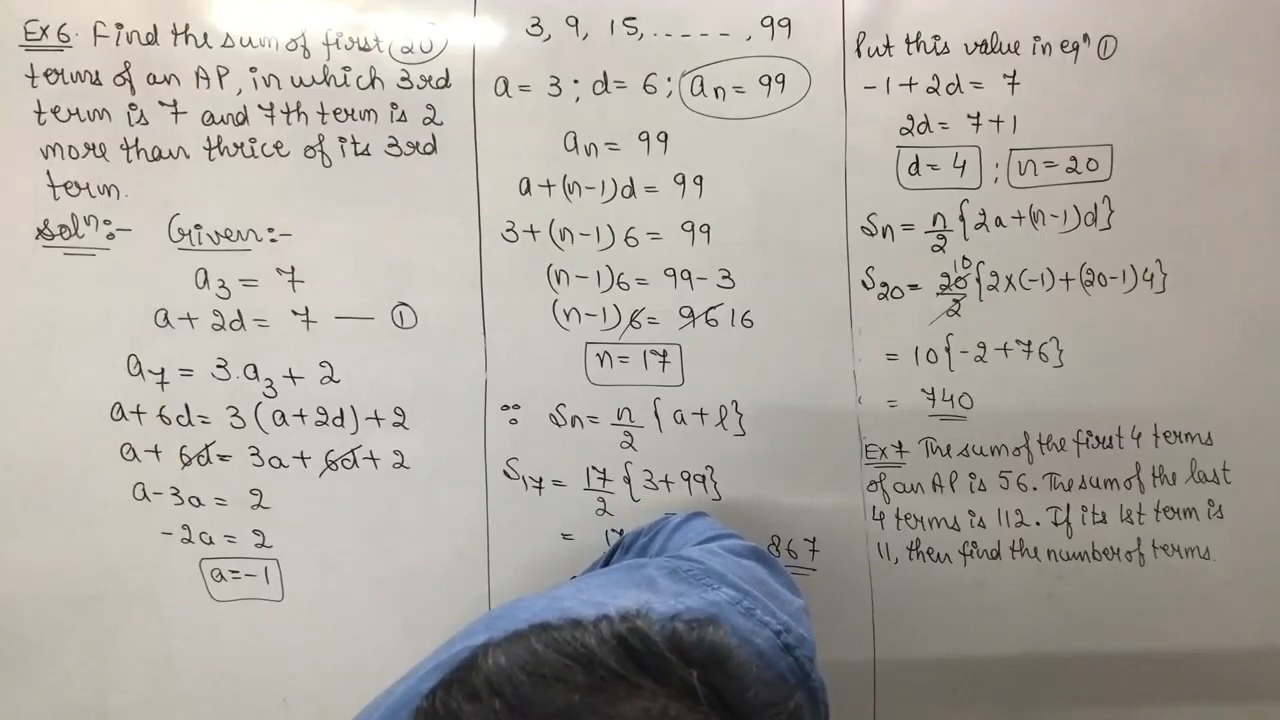 Ex 6. Find the sum of first 20
terms of an AP, in which 3rd
term is 7 and 7th term is 2
more than thrice of its 3rd
term.
Solⁿ:- Given:-
a₃ = 7
a + 2d = 7 — ①
a₇ = 3.a₃ + 2
a + 6d = 3(a+2d)+2
a + 6d = 3a + 6d + 2
a - 3a = 2
-2a = 2
a = -1
3, 9, 15, ....., 99
a = 3 ; d = 6 ; aₙ = 99
aₙ = 99
a + (n-1)d = 99
3 + (n-1)6 = 99
(n-1)6 = 99-3
(n-1)6 = 96 16
n = 17
∵ Sₙ = n/2 {a+l}
S₁₇ = 17/2 {3+99}
= 17 867
Put this value in eqⁿ ①
-1 + 2d = 7
2d = 7+1
d = 4 ; n = 20
Sₙ = n/2 {2a+(n-1)d}
S₂₀ = 20/2 10 {2×(-1)+(20-1)4}
= 10{-2+76}
= 740
Ex 7 The sum of the first 4 terms
of an AP is 56. The sum of the last
4 terms is 112. If its 1st term is
11, then find the number of terms.